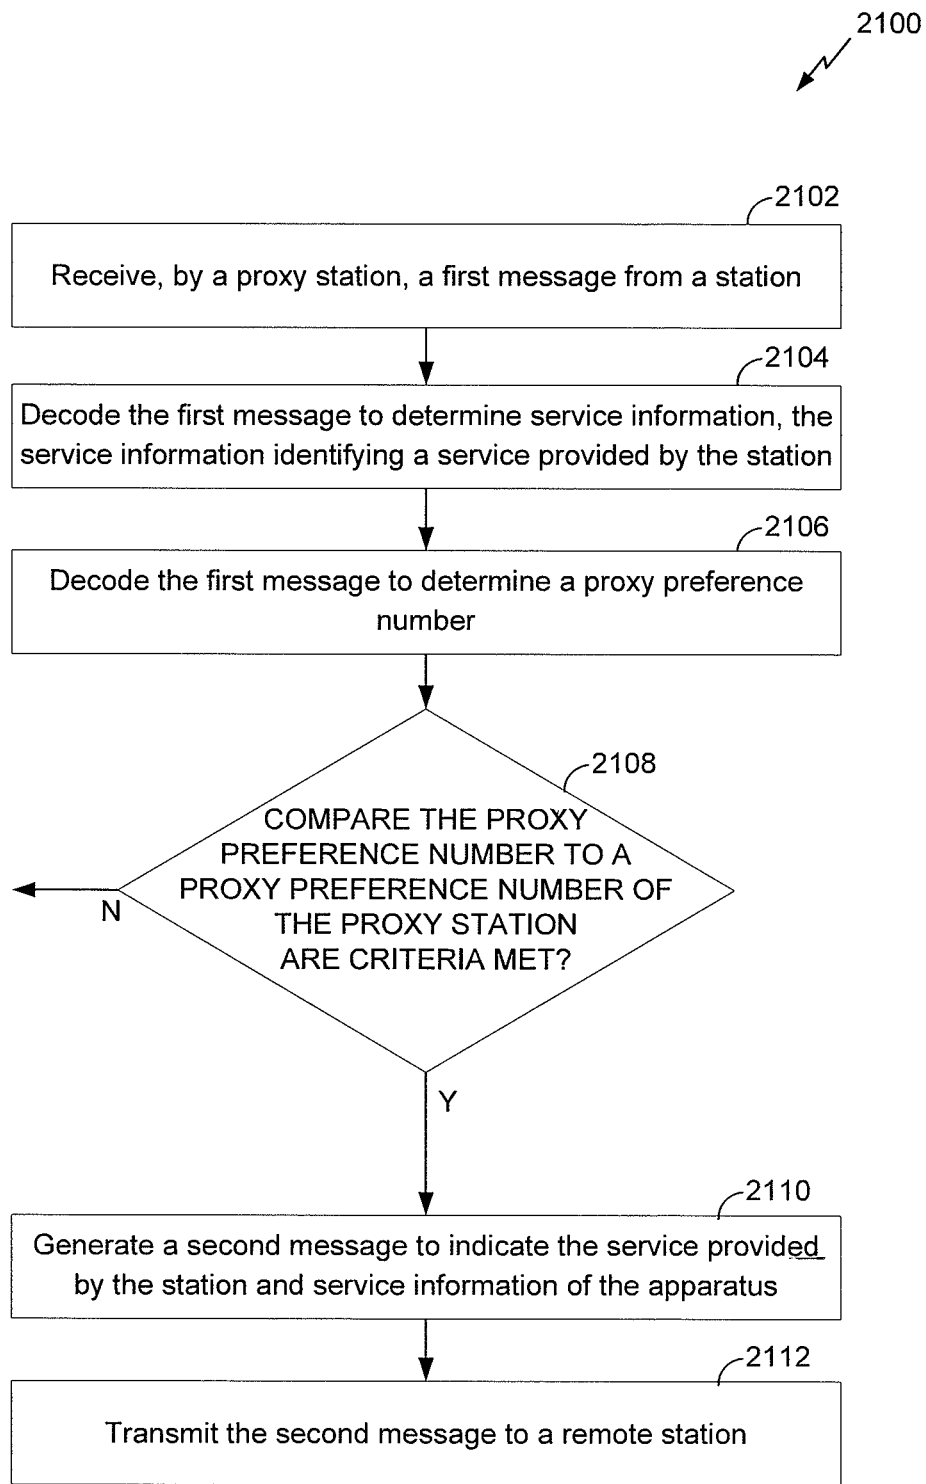 2100
2102
Receive, by a proxy station, a first message from a station
2104
Decode the first message to determine service information, the
service information identifying a service provided by the station
2106
Decode the first message to determine a proxy preference
number
2108
COMPARE THE PROXY
PREFERENCE NUMBER TO A
PROXY PREFERENCE NUMBER OF
THE PROXY STATION
ARE CRITERIA MET?
N
Y
2110
Generate a second message to indicate the service provided
by the station and service information of the apparatus
2112
Transmit the second message to a remote station